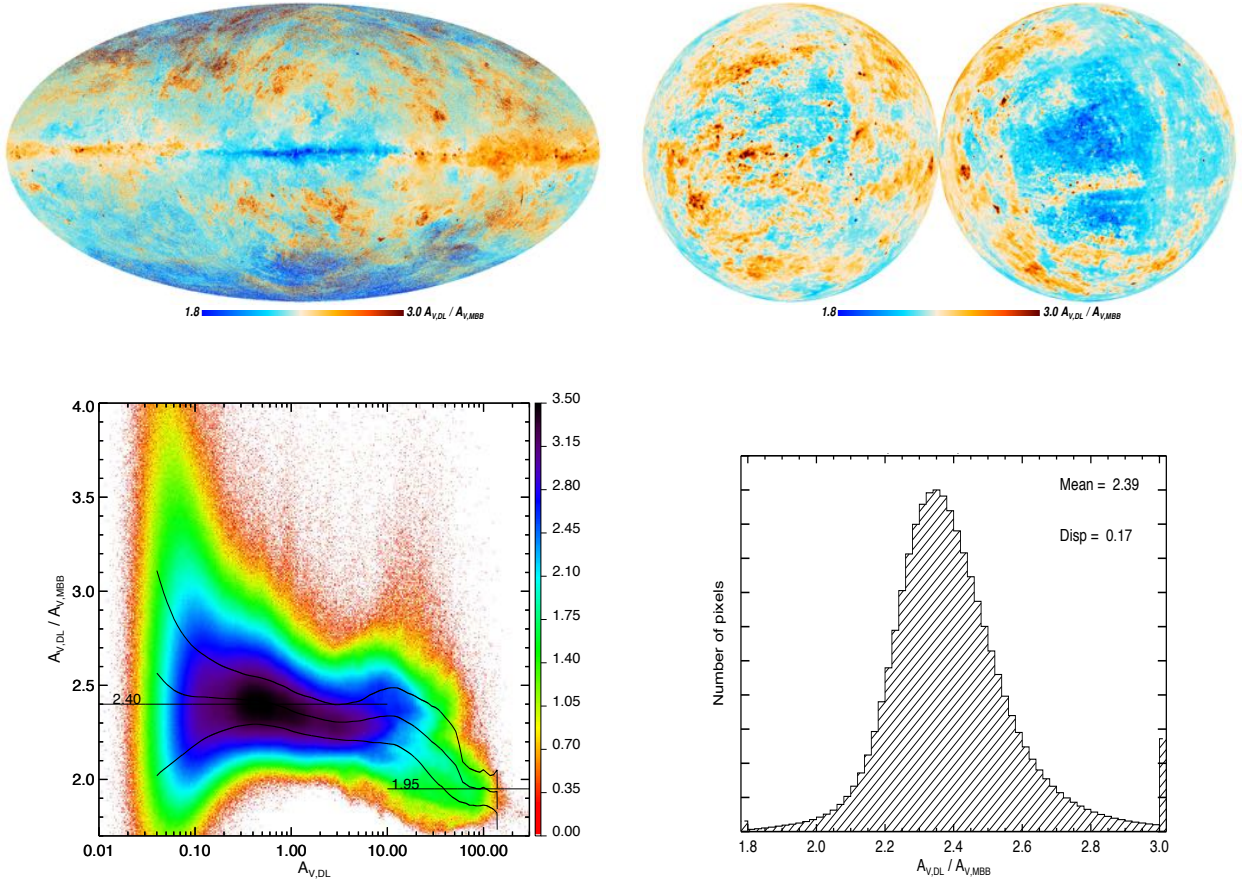 1.8 3.0 A_V,DL / A_V,MBB
1.8 3.0 A_V,DL / A_V,MBB
4.0
3.5
3.0
2.5
2.0
A_V,DL / A_V,MBB
2.40
1.95
0.01 0.10 1.00 10.00 100.00
A_V,DL
3.50
3.15
2.80
2.45
2.10
1.75
1.40
1.05
0.70
0.35
0.00
Number of pixels
Mean = 2.39
Disp = 0.17
1.8 2.0 2.2 2.4 2.6 2.8 3.0
A_V,DL / A_V,MBB